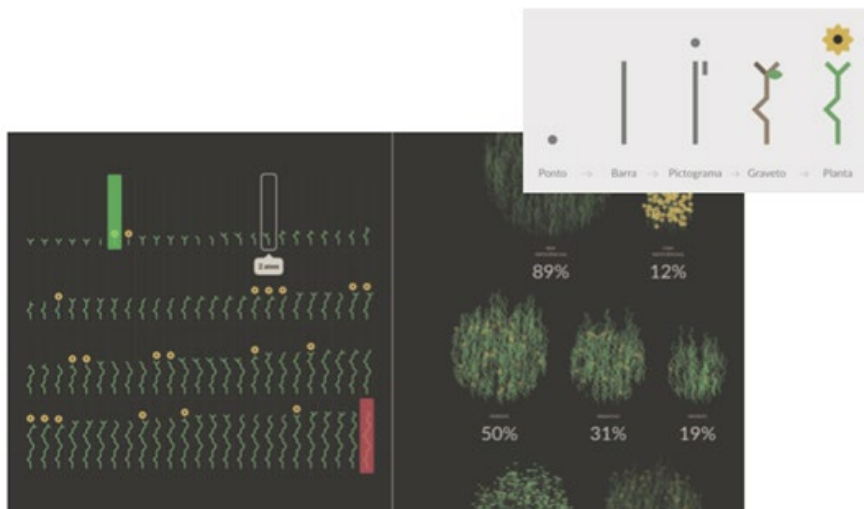 Ponto → Barra → Pictograma → Graveto → Planta
2 anos
89% 12%
50% 31% 19%